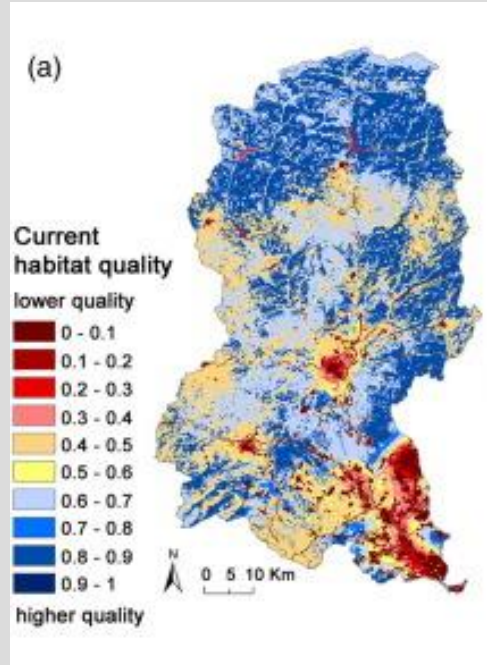 (a)
Current
habitat quality
lower quality
0 - 0.1
0.1 - 0.2
0.2 - 0.3
0.3 - 0.4
0.4 - 0.5
0.5 - 0.6
0.6 - 0.7
0.7 - 0.8
0.8 - 0.9
0.9 - 1
higher quality
N
0 5 10 Km